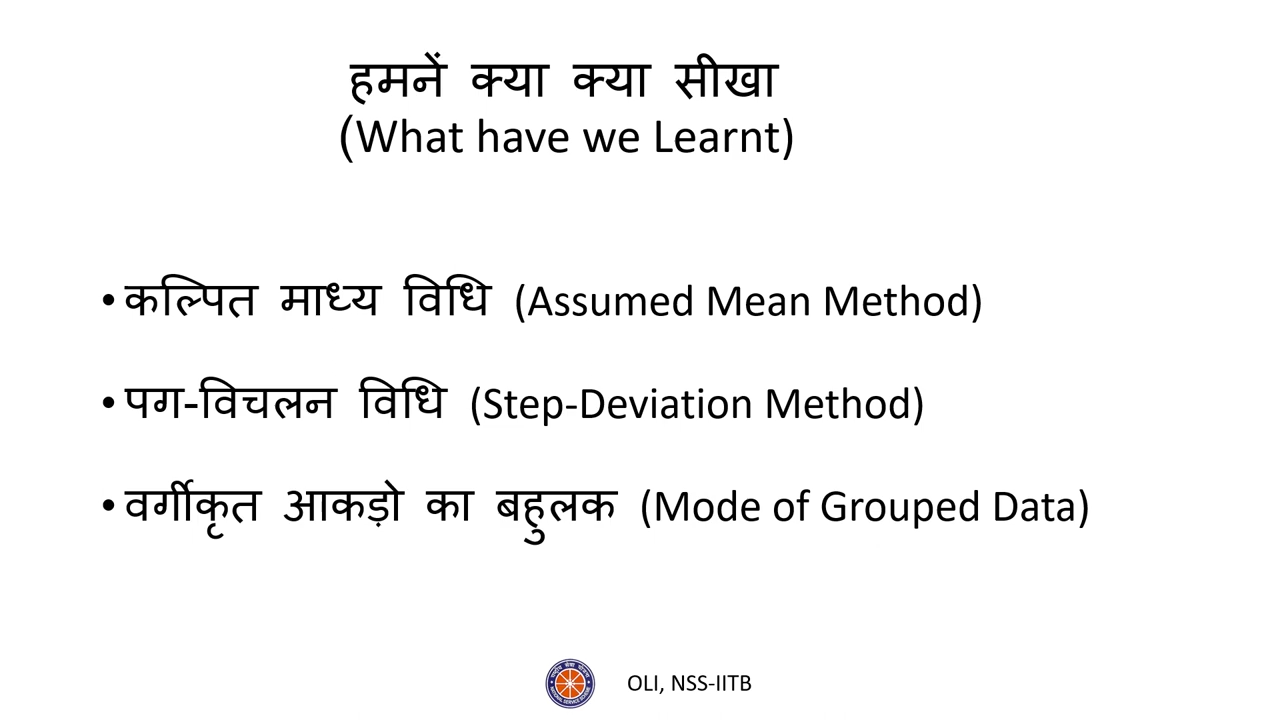 हमनें क्या क्या सीखा
(What have we Learnt)
• कल्पित माध्य विधि (Assumed Mean Method)
• पग-विचलन विधि (Step-Deviation Method)
• वर्गीकृत आकड़ो का बहुलक (Mode of Grouped Data)
OLI, NSS-IITB